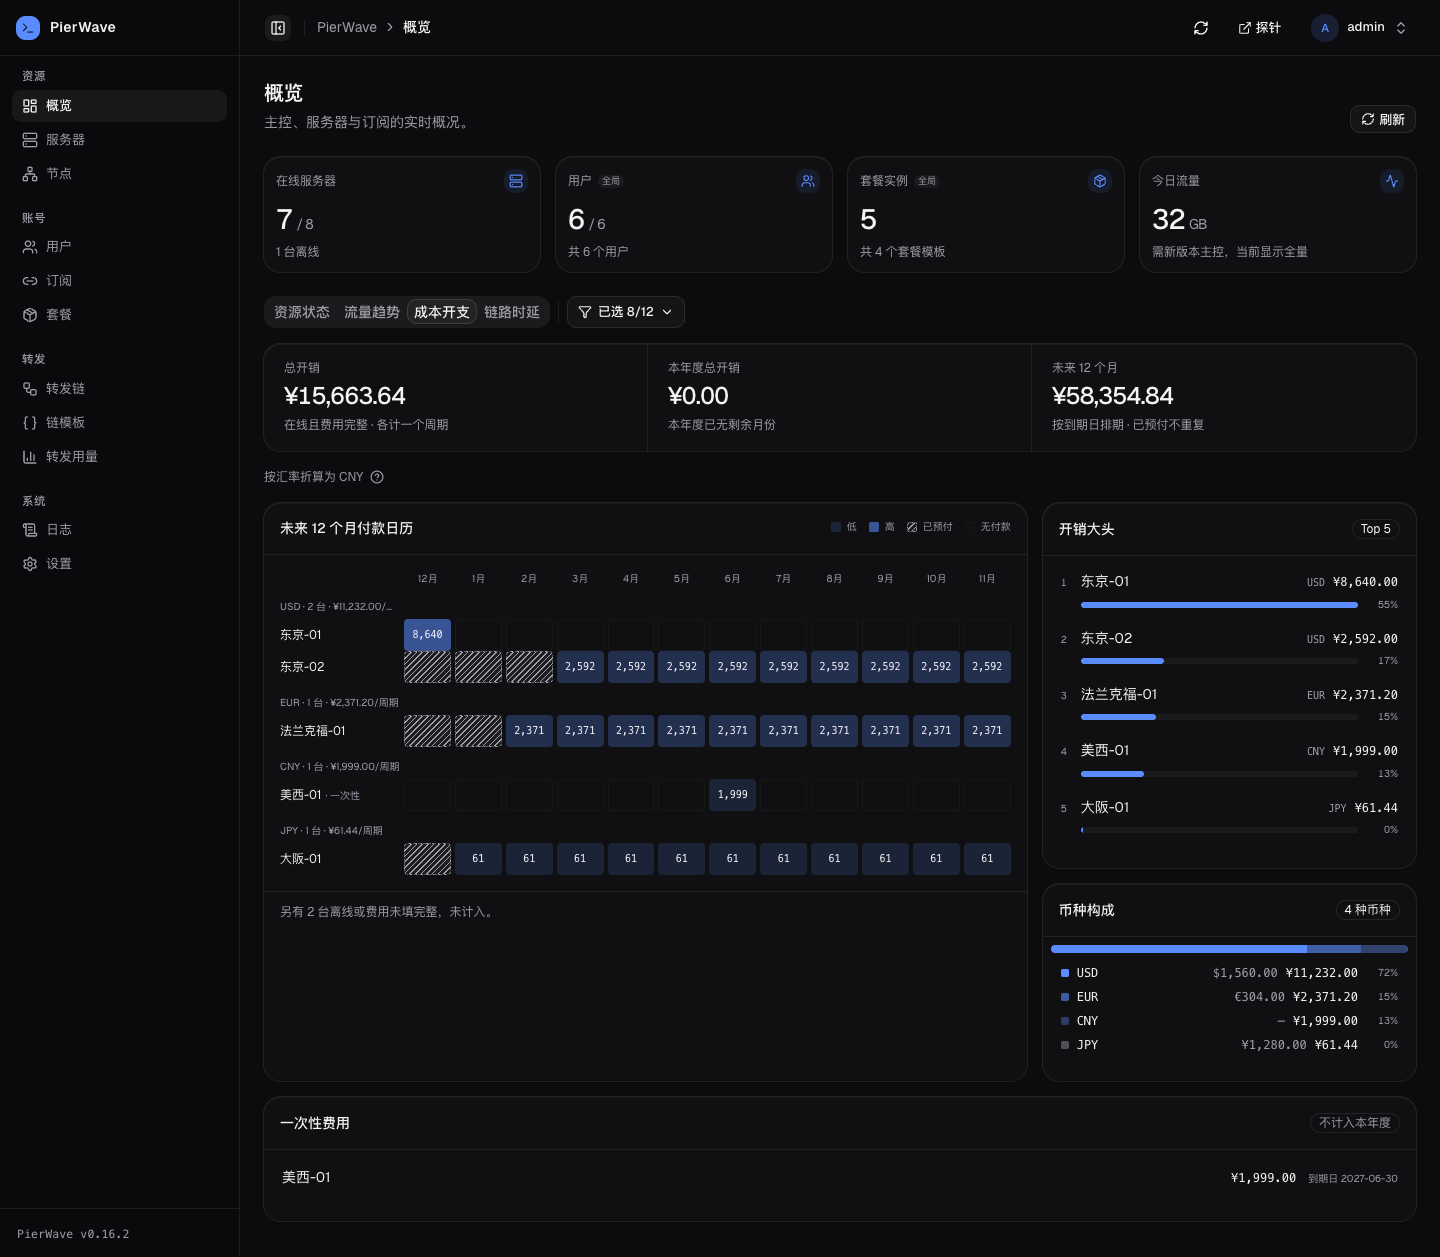 PierWave
PierWave > 概览
探针
A admin
资源
概览
服务器
节点
账号
用户
订阅
套餐
转发
转发链
链模板
转发用量
系统
日志
设置
PierWave v0.16.2
概览
主控、服务器与订阅的实时概况。
刷新
在线服务器
7 / 8
1 台离线
用户 全局
6 / 6
共 6 个用户
套餐实例 全局
5
共 4 个套餐模板
今日流量
32 GB
需新版本主控，当前显示全量
资源状态 流量趋势 成本开支 链路时延 已选 8/12
总开销
¥15,663.64
在线且费用完整 · 各计一个周期
本年度总开销
¥0.00
本年度已无剩余月份
未来 12 个月
¥58,354.84
按到期日排期 · 已预付不重复
按汇率折算为 CNY ?
未来 12 个月付款日历 低 高 已预付 无付款
12月 1月 2月 3月 4月 5月 6月 7月 8月 9月 10月 11月
USD · 2 台 · ¥11,232.00/...
东京-01 8,640
东京-02 2,592 2,592 2,592 2,592 2,592 2,592 2,592 2,592 2,592
EUR · 1 台 · ¥2,371.20/周期
法兰克福-01 2,371 2,371 2,371 2,371 2,371 2,371 2,371 2,371 2,371 2,371
CNY · 1 台 · ¥1,999.00/周期
美西-01 · 一次性 1,999
JPY · 1 台 · ¥61.44/周期
大阪-01 61 61 61 61 61 61 61 61 61 61 61
另有 2 台离线或费用未填完整，未计入。
开销大头 Top 5
1 东京-01 USD ¥8,640.00
55%
2 东京-02 USD ¥2,592.00
17%
3 法兰克福-01 EUR ¥2,371.20
15%
4 美西-01 CNY ¥1,999.00
13%
5 大阪-01 JPY ¥61.44
0%
币种构成 4 种币种
USD $1,560.00 ¥11,232.00 72%
EUR €304.00 ¥2,371.20 15%
CNY — ¥1,999.00 13%
JPY ¥1,280.00 ¥61.44 0%
一次性费用 不计入本年度
美西-01 ¥1,999.00 到期日 2027-06-30